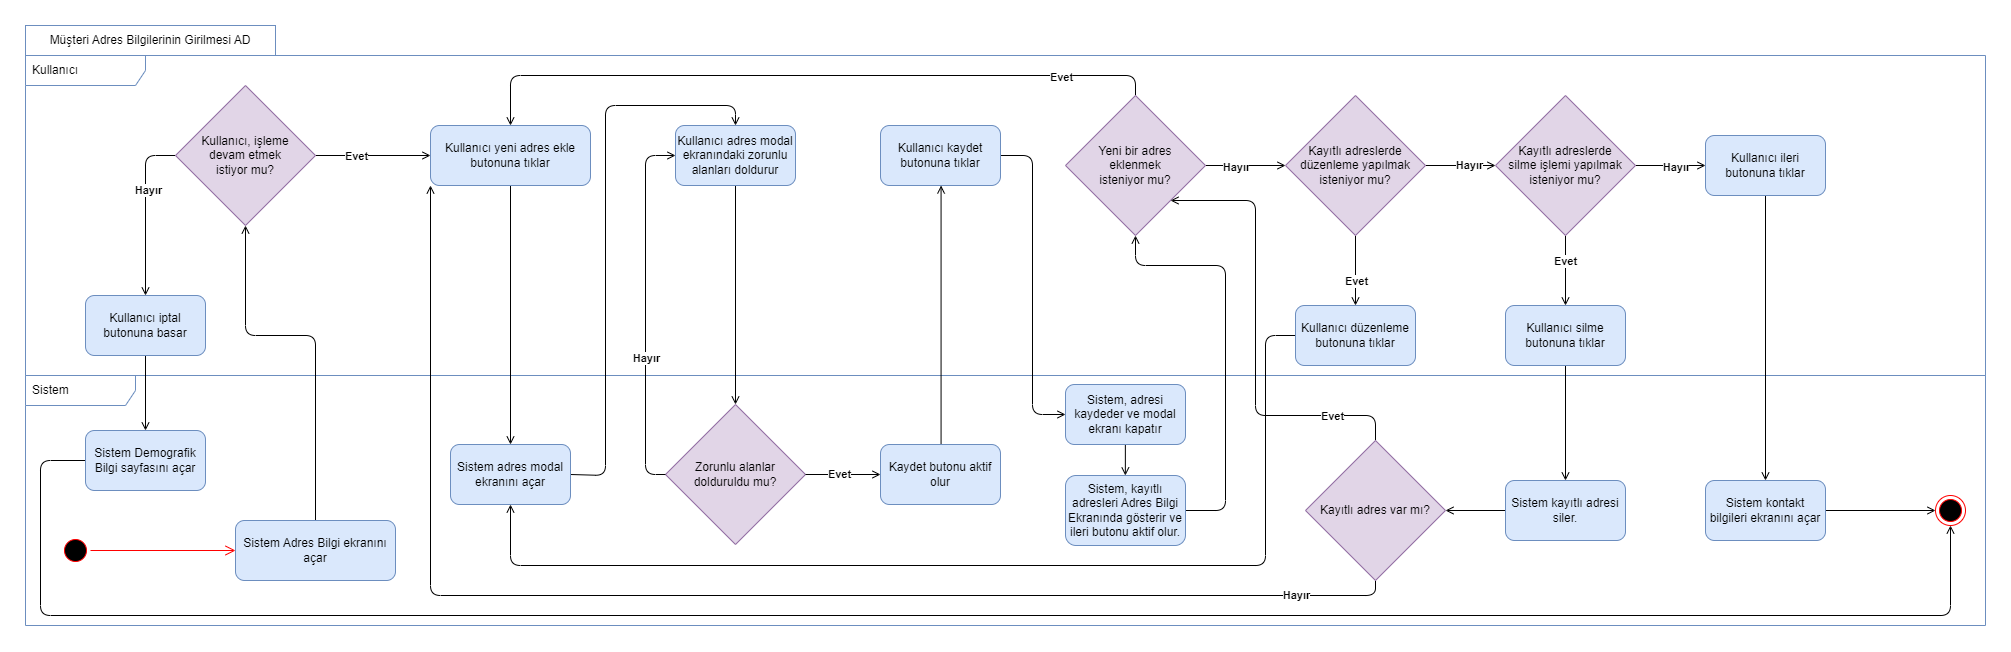 Müşteri Adres Bilgilerinin Girilmesi AD
Kullanıcı
Kullanıcı, işleme
devam etmek
istiyor mu?
Evet
Hayır
Kullanıcı iptal
butonuna basar
Kullanıcı yeni adres ekle
butonuna tıklar
Kullanıcı adres modal
ekranındaki zorunlu
alanları doldurur
Hayır
Kullanıcı kaydet
butonuna tıklar
Evet
Yeni bir adres
eklenmek
isteniyor mu?
Hayır
Kayıtlı adreslerde
düzenleme yapılmak
isteniyor mu?
Hayır
Evet
Kullanıcı düzenleme
butonuna tıklar
Kayıtlı adreslerde
silme işlemi yapılmak
isteniyor mu?
Hayır
Evet
Kullanıcı silme
butonuna tıklar
Kullanıcı ileri
butonuna tıklar
Sistem
Sistem Demografik
Bilgi sayfasını açar
Sistem Adres Bilgi ekranını
açar
Sistem adres modal
ekranını açar
Zorunlu alanlar
dolduruldu mu?
Evet
Kaydet butonu aktif
olur
Sistem, adresi
kaydeder ve modal
ekranı kapatır
Sistem, kayıtlı
adresleri Adres Bilgi
Ekranında gösterir ve
ileri butonu aktif olur.
Evet
Kayıtlı adres var mı?
Hayır
Sistem kayıtlı adresi
siler.
Sistem kontakt
bilgileri ekranını açar